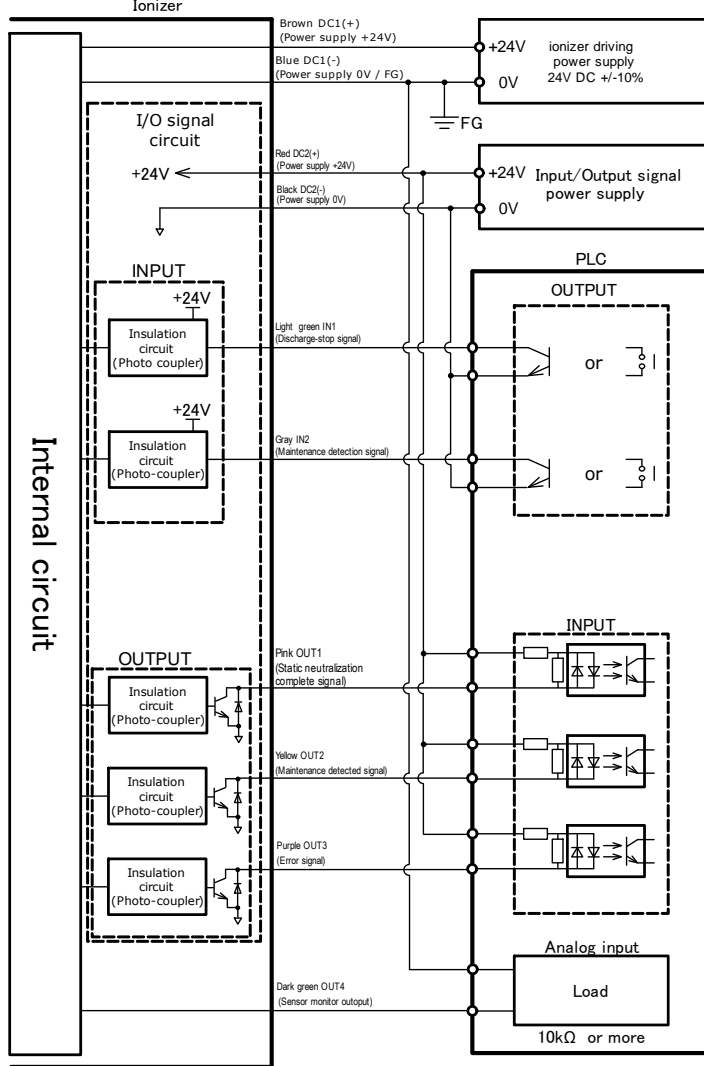 Ionizer
Brown DC1(+)
(Power supply +24V)
Blue DC1(-)
(Power supply 0V / FG)
+24V
0V
ionizer driving
power supply
24V DC +/-10%
FG
I/O signal
circuit
+24V
Red DC2(+)
(Power supply +24V)
Black DC2(-)
(Power supply 0V)
+24V
0V
Input/Output signal
power supply
PLC
INPUT
+24V
Insulation
circuit
(Photo coupler)
Light green IN1
(Discharge-stop signal)
OUTPUT
or
+24V
Insulation
circuit
(Photo-coupler)
Gray IN2
(Maintenance detection signal)
or
Internal circuit
OUTPUT
Insulation
circuit
(Photo-coupler)
Pink OUT1
(Static neutralization
complete signal)
INPUT
Insulation
circuit
(Photo-coupler)
Yellow OUT2
(Maintenance detected signal)
Insulation
circuit
(Photo-coupler)
Purple OUT3
(Error signal)
Dark green OUT4
(Sensor monitor outoput)
Analog input
Load
10kΩ or more